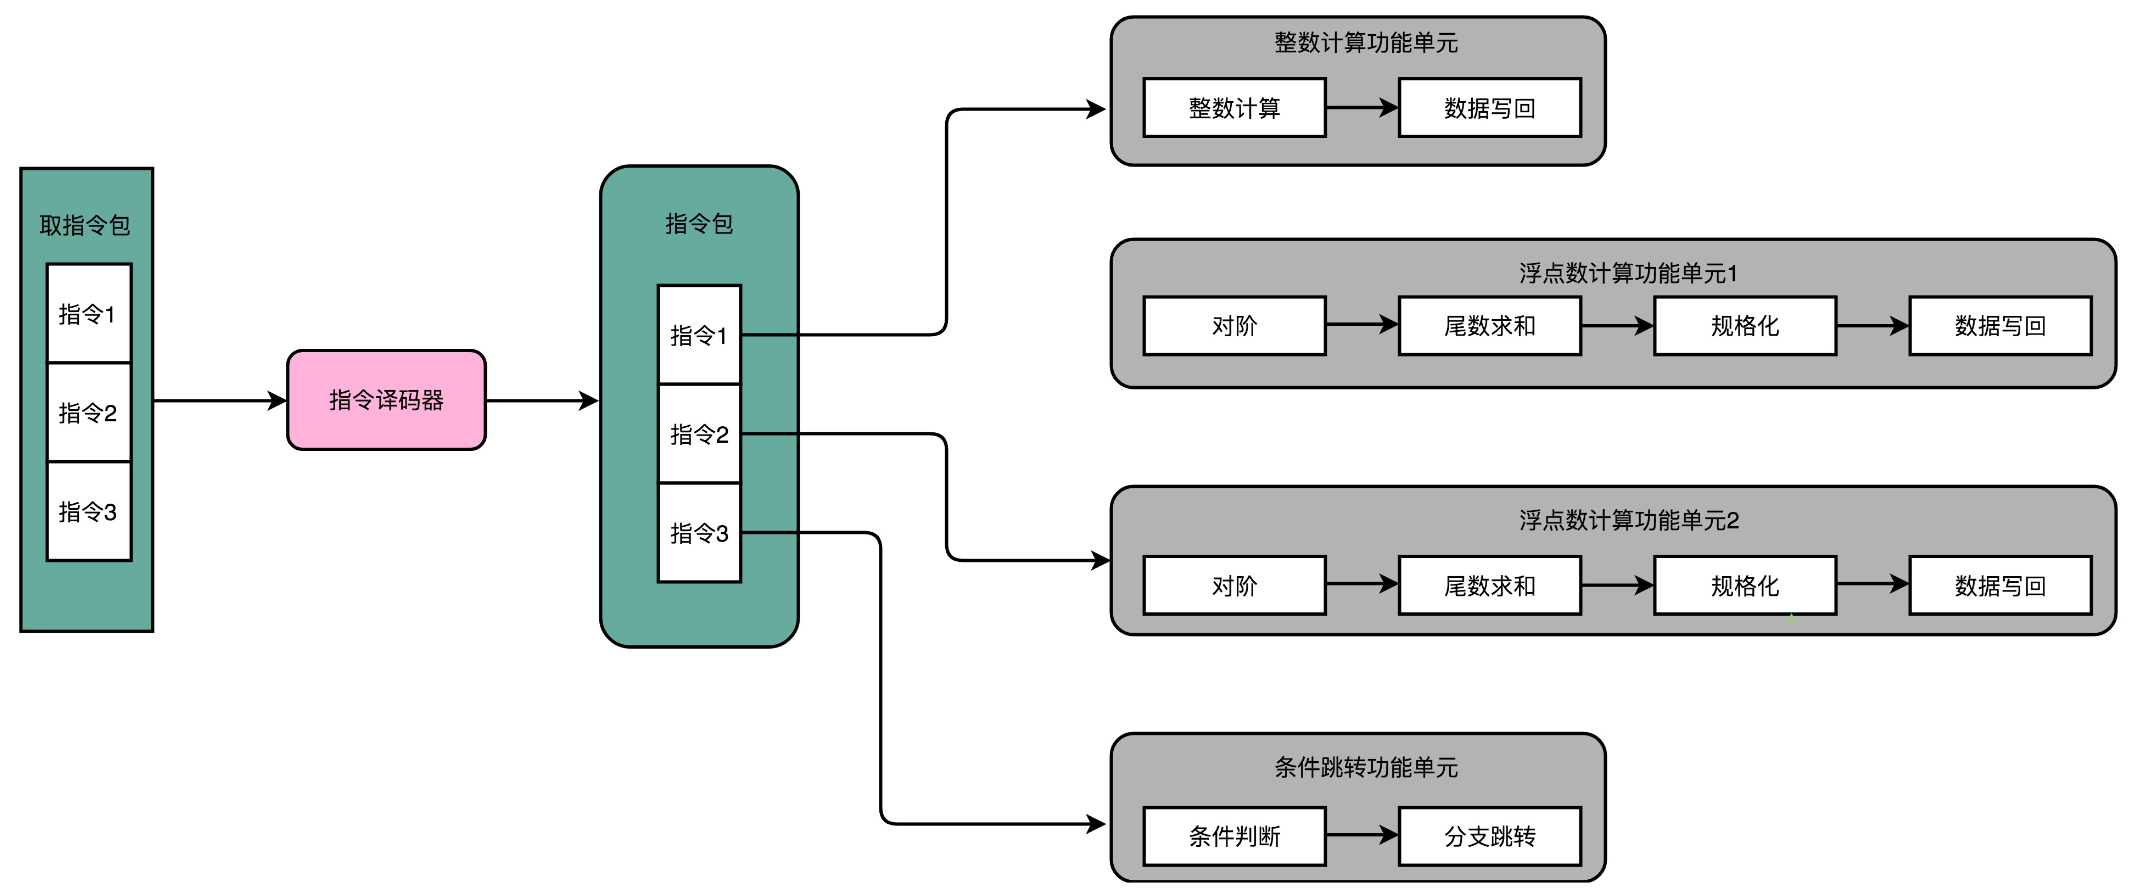 取指令包
指令1
指令2
指令3
指令译码器
指令包
指令1
指令2
指令3
整数计算功能单元
整数计算
数据写回
浮点数计算功能单元1
对阶
尾数求和
规格化
数据写回
浮点数计算功能单元2
对阶
尾数求和
规格化
数据写回
条件跳转功能单元
条件判断
分支跳转